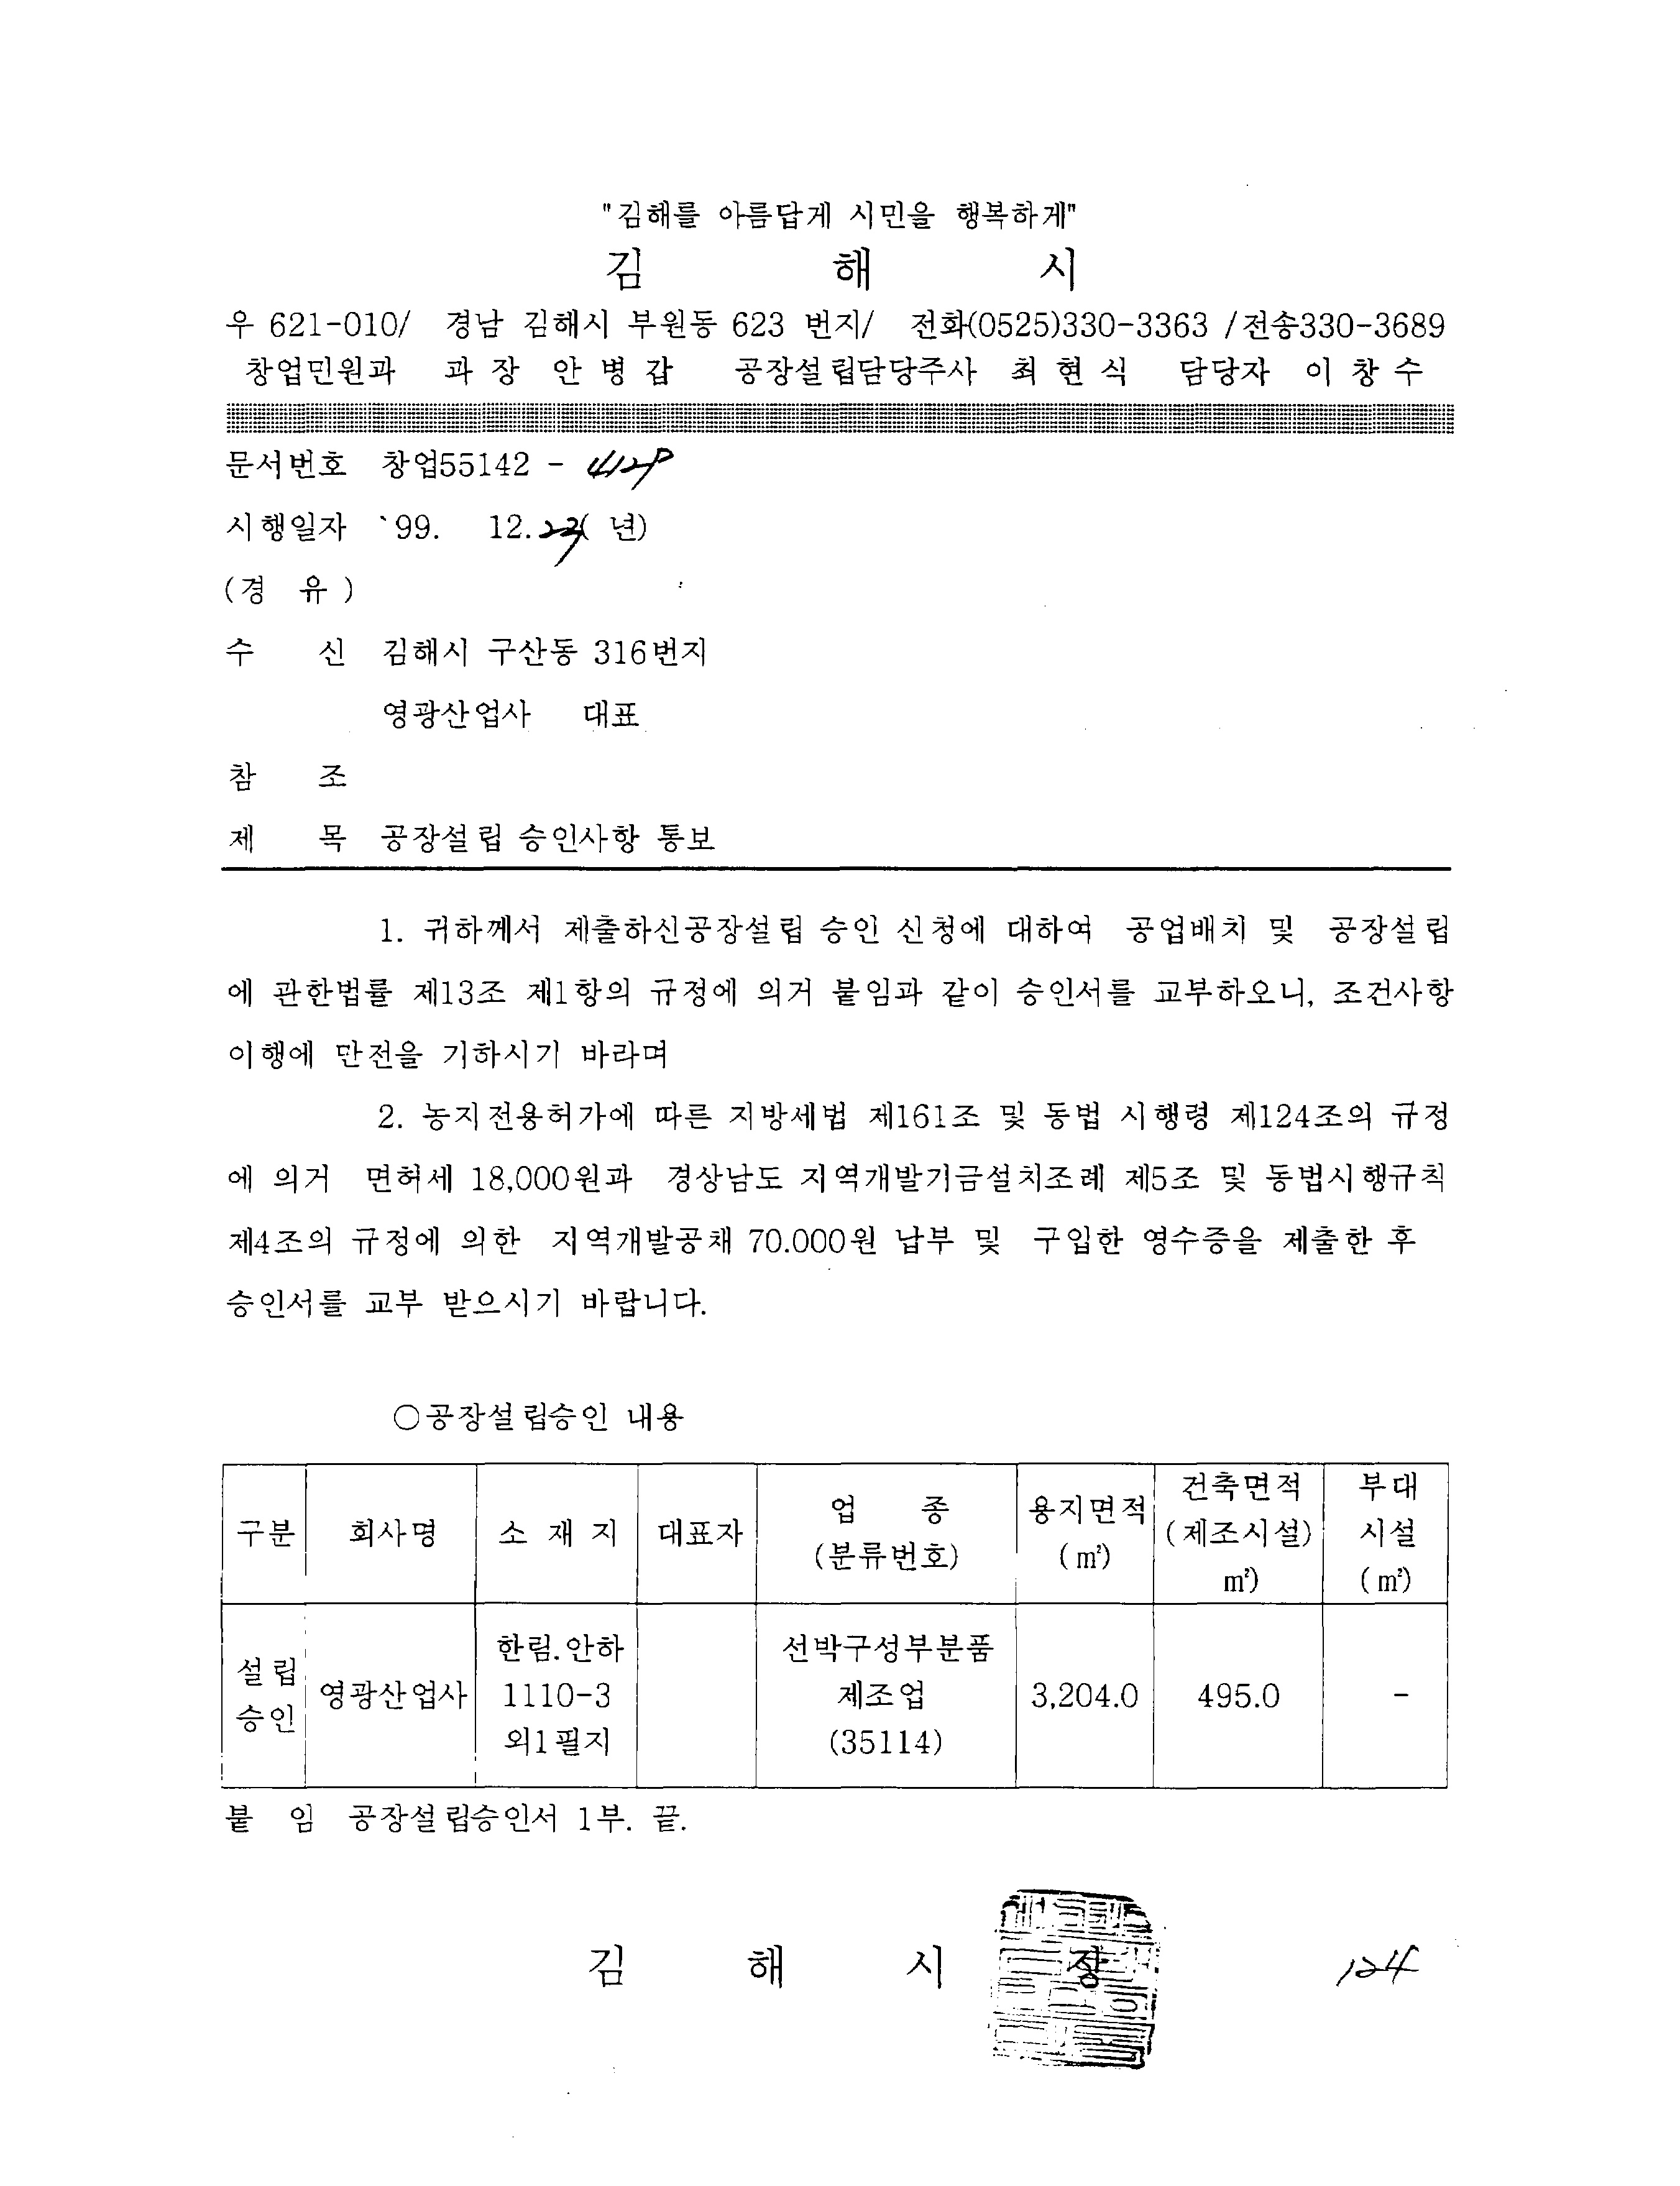 "김해를 아름답게 시민을 행복하게"
김 해 시
우 621-010/ 경남 김해시 부원동 623 번지/ 전화(0525)330-3363 /전송330-3689
창업민원과 과 장 안 병 갑 공장설립담당주사 최 현 식 담당자 이 창 수
문서번호 창업55142 -
시행일자 `99. 12. ( 년)
(경 유 )
수 신 김해시 구산동 316번지
영광산업사 대표
참 조
제 목 공장설립 승인사항 통보
1. 귀하께서 제출하신공장설립 승인 신청에 대하여 공업배치 및 공장설립
에 관한법률 제13조 제1항의 규정에 의거 붙임과 같이 승인서를 교부하오니, 조건사항
이행에 만전을 기하시기 바라며
2. 농지전용허가에 따른 지방세법 제161조 및 동법 시행령 제124조의 규정
에 의거 면허세 18,000원과 경상남도 지역개발기금설치조례 제5조 및 동법시행규칙
제4조의 규정에 의한 지역개발공채 70.000원 납부 및 구입한 영수증을 제출한 후
승인서를 교부 받으시기 바랍니다.
○공장설립승인 내용
구분 회사명 소 재 지 대표자 업 종 (분류번호) 용지면적 (㎡) 건축면적 (제조시설) ㎡) 부대 시설 (㎡)
설립 승인 영광산업사 한림.안하 1110-3 외1필지 선박구성부분품 제조업 (35114) 3,204.0 495.0 -
붙 임 공장설립승인서 1부. 끝.
김 해 시 장
124